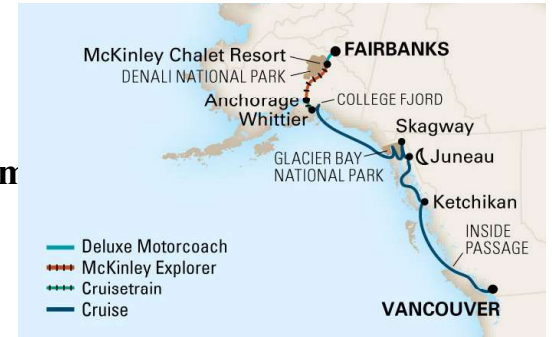 FAIRBANKS
McKinley Chalet Resort
DENALI NATIONAL PARK
Anchorage
COLLEGE FJORD
Whittier
Skagway
GLACIER BAY
NATIONAL PARK
Juneau
m
Ketchikan
INSIDE
PASSAGE
Deluxe Motorcoach
McKinley Explorer
Cruisetrain
Cruise
VANCOUVER